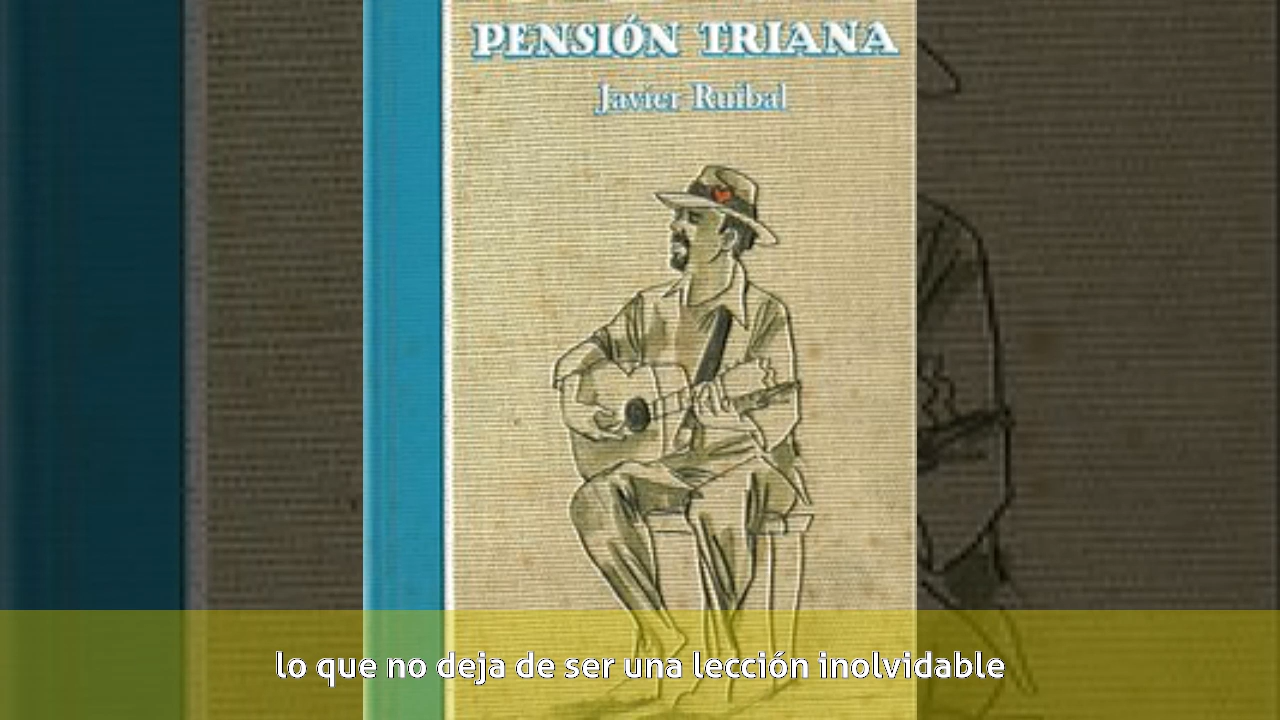 PENSIÓN TRIANA
Javier Ruibal
lo que no deja de ser una lección inolvidable